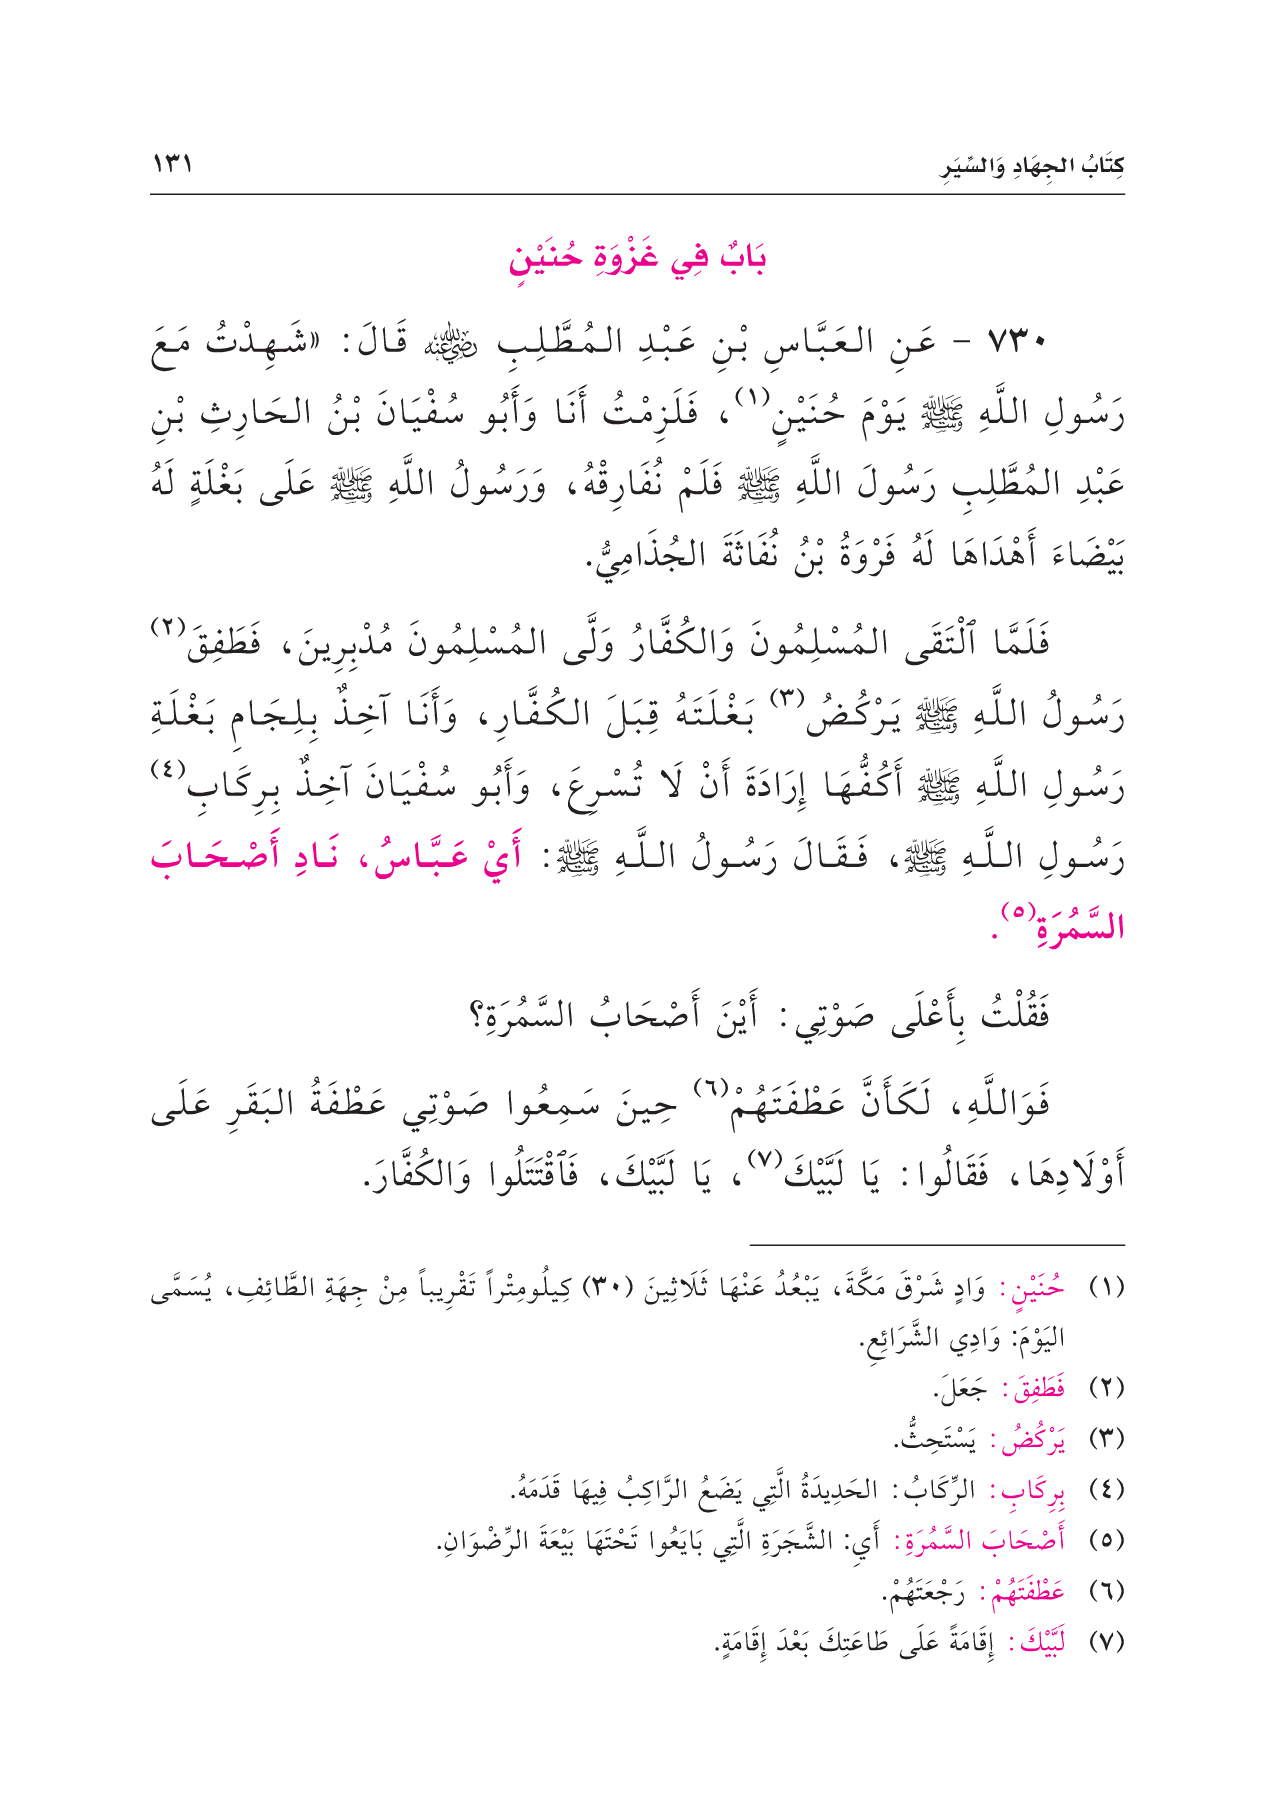 كِتَابُ الجِهَادِ وَالسِّيَرِ ١٣١
بَابٌ فِي غَزْوَةِ حُنَيْنٍ
٧٣٠ - عَنِ العَبَّاسِ بْنِ عَبْدِ المُطَّلِبِ رضي الله عنه قَالَ: «شَهِدْتُ مَعَ
رَسُولِ اللَّهِ ﷺ يَوْمَ حُنَيْنٍ(١)، فَلَزِمْتُ أَنَا وَأَبُو سُفْيَانَ بْنُ الحَارِثِ بْنِ
عَبْدِ المُطَّلِبِ رَسُولَ اللَّهِ ﷺ فَلَمْ نُفَارِقْهُ، وَرَسُولُ اللَّهِ ﷺ عَلَى بَغْلَةٍ لَهُ
بَيْضَاءَ أَهْدَاهَا لَهُ فَرْوَةُ بْنُ نُفَاثَةَ الجُذَامِيُّ.
فَلَمَّا ٱلْتَقَى المُسْلِمُونَ وَالكُفَّارُ وَلَّى المُسْلِمُونَ مُدْبِرِينَ، فَطَفِقَ(٢)
رَسُولُ اللَّهِ ﷺ يَرْكُضُ(٣) بَغْلَتَهُ قِبَلَ الكُفَّارِ، وَأَنَا آخِذٌ بِلِجَامِ بَغْلَةِ
رَسُولِ اللَّهِ ﷺ أَكُفُّهَا إِرَادَةَ أَنْ لَا تُسْرِعَ، وَأَبُو سُفْيَانَ آخِذٌ بِرِكَابِ(٤)
رَسُولِ اللَّهِ ﷺ، فَقَالَ رَسُولُ اللَّهِ ﷺ: أَيْ عَبَّاسُ، نَادِ أَصْحَابَ
السَّمُرَةِ(٥).
فَقُلْتُ بِأَعْلَى صَوْتِي: أَيْنَ أَصْحَابُ السَّمُرَةِ؟
فَوَاللَّهِ، لَكَأَنَّ عَطْفَتَهُمْ(٦) حِينَ سَمِعُوا صَوْتِي عَطْفَةُ البَقَرِ عَلَى
أَوْلَادِهَا، فَقَالُوا: يَا لَبَّيْكَ(٧)، يَا لَبَّيْكَ، فَٱقْتَتَلُوا وَالكُفَّارَ.
(١) حُنَيْنٍ: وَادٍ شَرْقَ مَكَّةَ، يَبْعُدُ عَنْهَا ثَلَاثِينَ (٣٠) كِيلُومِتْراً تَقْرِيباً مِنْ جِهَةِ الطَّائِفِ، يُسَمَّى
اليَوْمَ: وَادِي الشَّرَائِعِ.
(٢) فَطَفِقَ: جَعَلَ.
(٣) يَرْكُضُ: يَسْتَحِثُّ.
(٤) بِرِكَابِ: الرِّكَابُ: الحَدِيدَةُ الَّتِي يَضَعُ الرَّاكِبُ فِيهَا قَدَمَهُ.
(٥) أَصْحَابَ السَّمُرَةِ: أَيِ: الشَّجَرَةِ الَّتِي بَايَعُوا تَحْتَهَا بَيْعَةَ الرِّضْوَانِ.
(٦) عَطْفَتَهُمْ: رَجْعَتَهُمْ.
(٧) لَبَّيْكَ: إِقَامَةً عَلَى طَاعَتِكَ بَعْدَ إِقَامَةٍ.